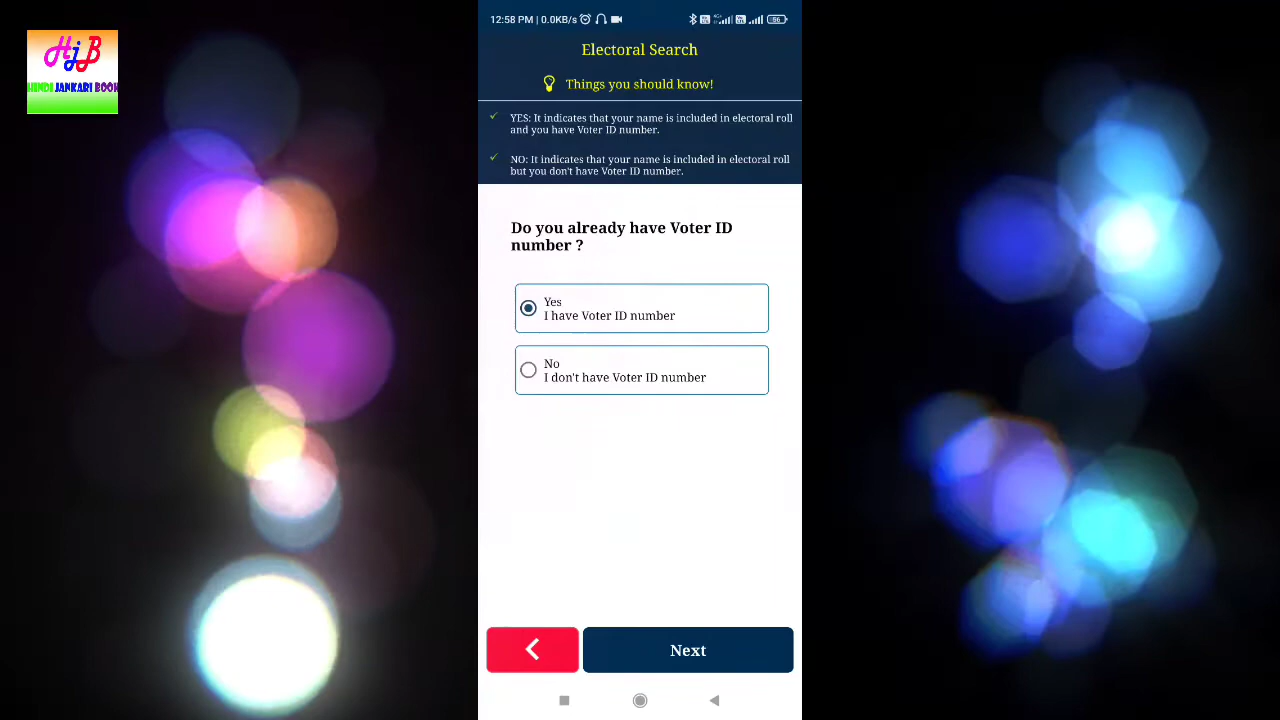 HjB
HINDI JANKARI BOOK
12:58 PM | 0.0KB/s
56
Electoral Search
Things you should know!
YES: It indicates that your name is included in electoral roll
and you have Voter ID number.
NO: It indicates that your name is included in electoral roll
but you don't have Voter ID number.
Do you already have Voter ID
number ?
Yes
I have Voter ID number
No
I don't have Voter ID number
Next